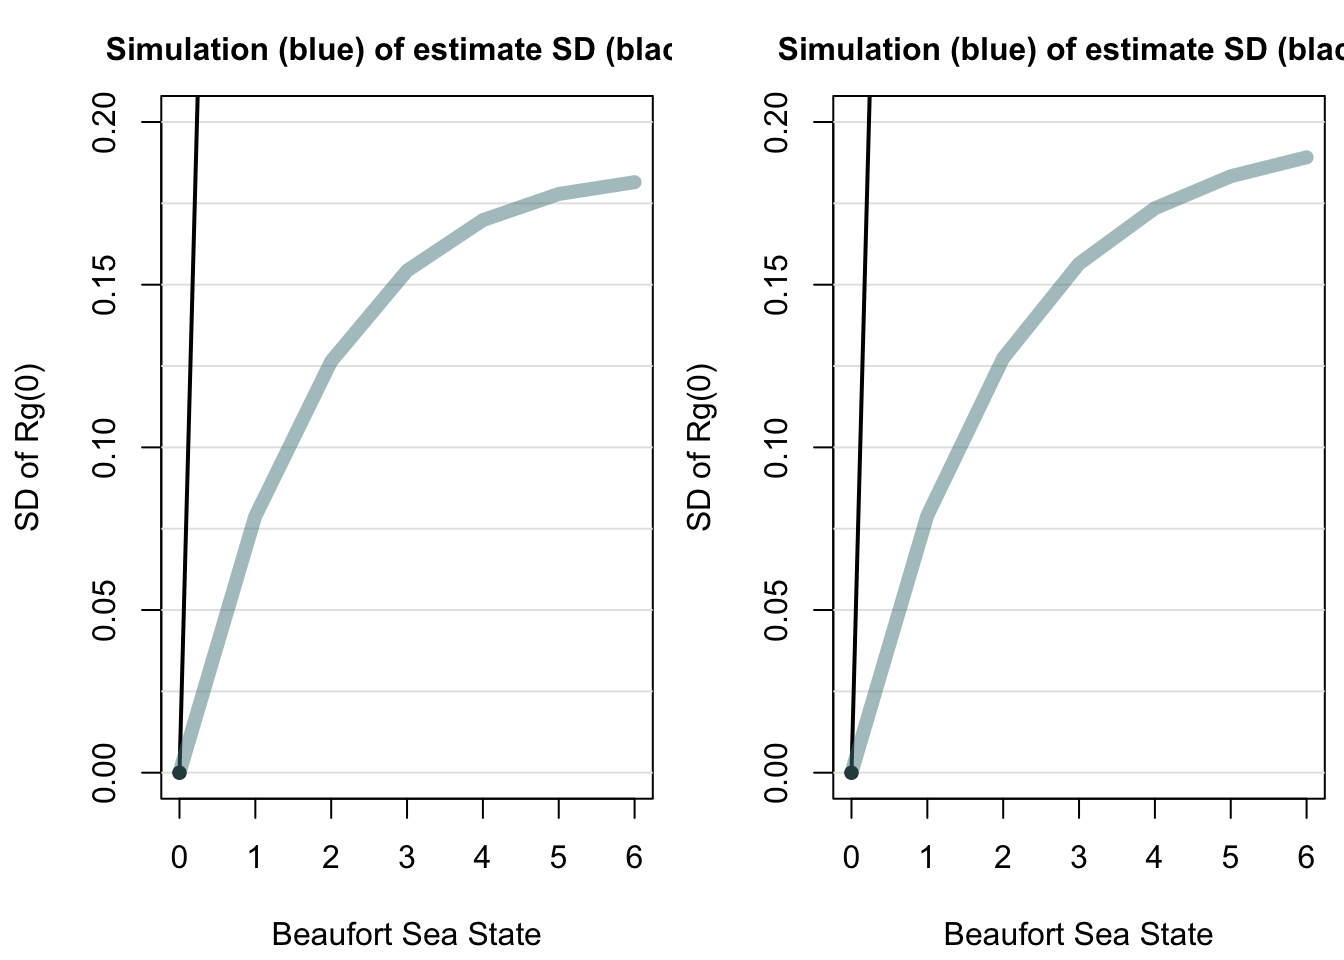 Simulation (blue) of estimate SD (blac
SD of Rg(0)
0.20
0.15
0.10
0.05
0.00
0 1 2 3 4 5 6
Beaufort Sea State
Simulation (blue) of estimate SD (blac
SD of Rg(0)
0.20
0.15
0.10
0.05
0.00
0 1 2 3 4 5 6
Beaufort Sea State